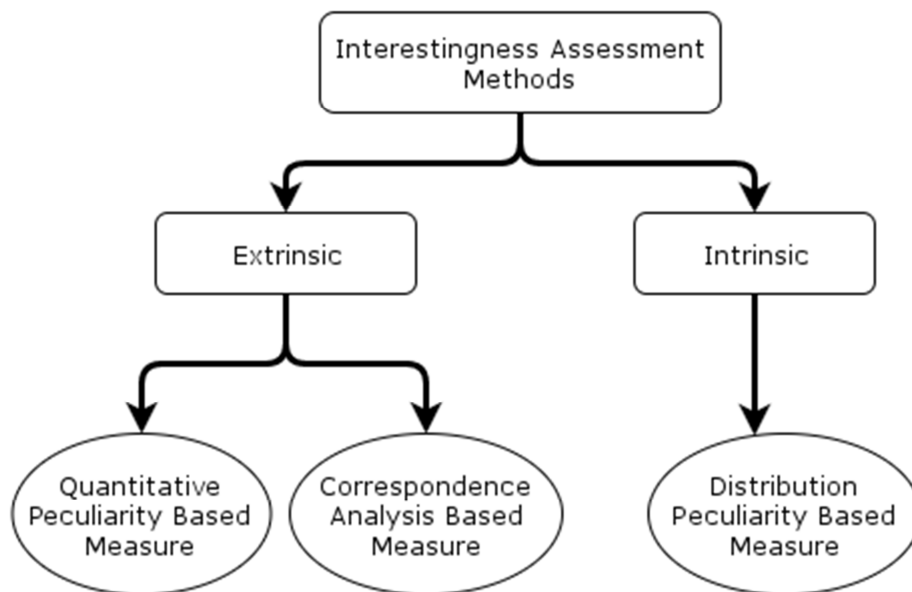 Interestingness Assessment
Methods
Extrinsic
Intrinsic
Quantitative
Peculiarity Based
Measure
Correspondence
Analysis Based
Measure
Distribution
Peculiarity Based
Measure